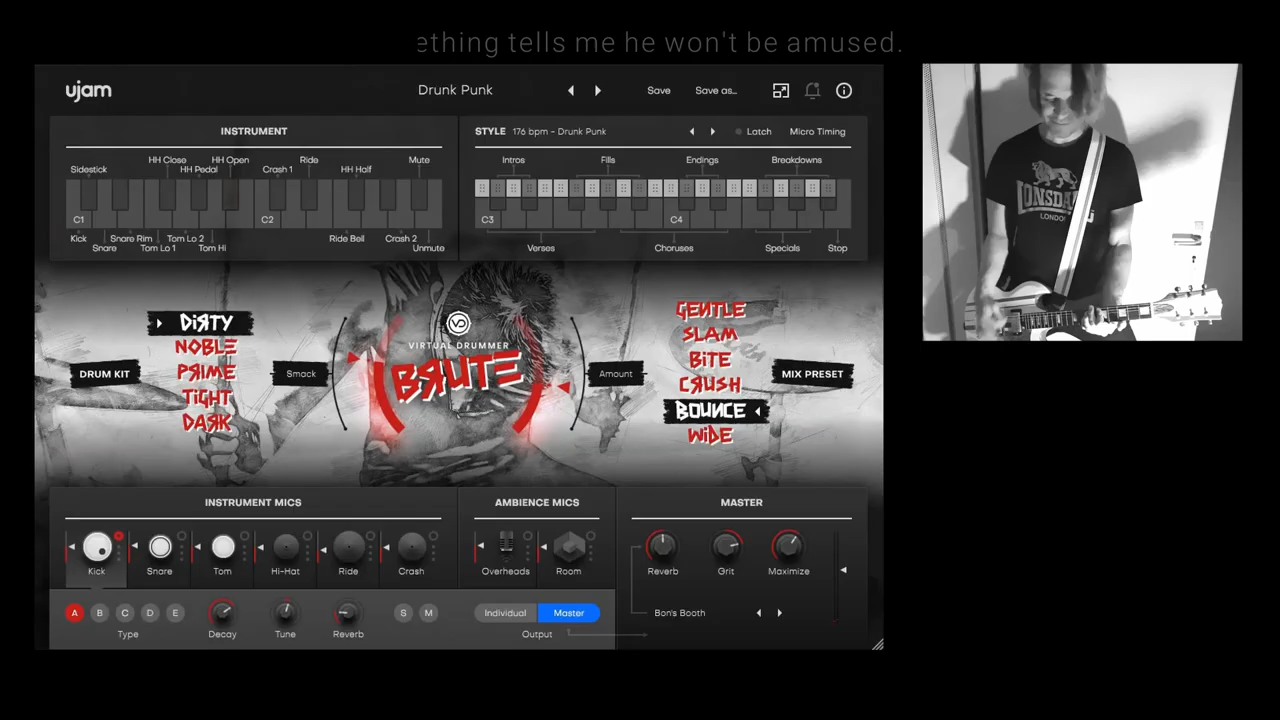 ething tells me he won't be amused.
ujam
Drunk Punk
Save
Save as...
INSTRUMENT
Sidestick
HH Close
HH Pedal
HH Open
Crash 1
Ride
HH Half
Mute
C1
C2
Kick
Snare
Snare Rim
Tom Lo 1
Tom Lo 2
Tom Hi
Ride Bell
Crash 2
Unmute
STYLE 176 bpm - Drunk Punk
Latch
Micro Timing
Intros
Fills
Endings
Breakdowns
C3
C4
Verses
Choruses
Specials
Stop
LONSDA
LONDON
DRUM KIT
DIRTY
NOBLE
PRIME
TIGHT
DARK
Smack
VD
VIRTUAL DRUMMER
BRUTE
Amount
GENTLE
SLAM
BITE
CRUSH
BOUNCE
WIDE
MIX PRESET
INSTRUMENT MICS
Kick
Snare
Tom
Hi-Hat
Ride
Crash
A B C D E
Type
Decay
Tune
Reverb
S M
AMBIENCE MICS
Overheads
Room
Individual
Master
Output
MASTER
Reverb
Grit
Maximize
Bon's Booth